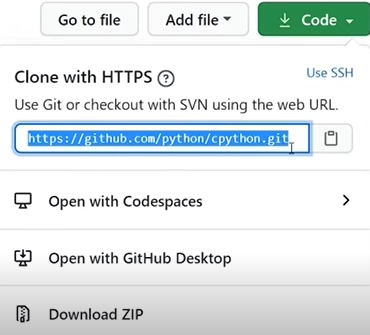 Go to file Add file Code
Clone with HTTPS ? Use SSH
Use Git or checkout with SVN using the web URL.
https://github.com/python/cpython.git
Open with Codespaces
Open with GitHub Desktop
Download ZIP